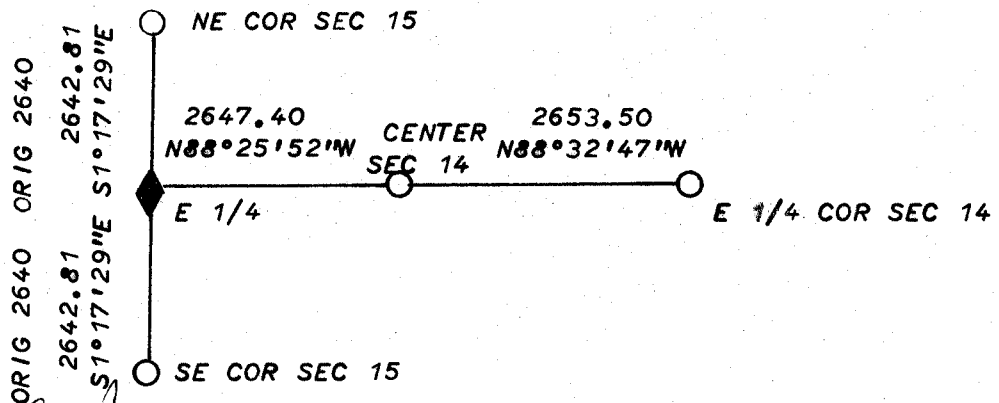 NE COR SEC 15
ORIG 2640
2642.81
S1°17'29"E
2647.40
N88°25'52"W
CENTER
SEC 14
2653.50
N88°32'47"W
E 1/4
E 1/4 COR SEC 14
ORIG 2640
2642.81
S1°17'29"E
SE COR SEC 15